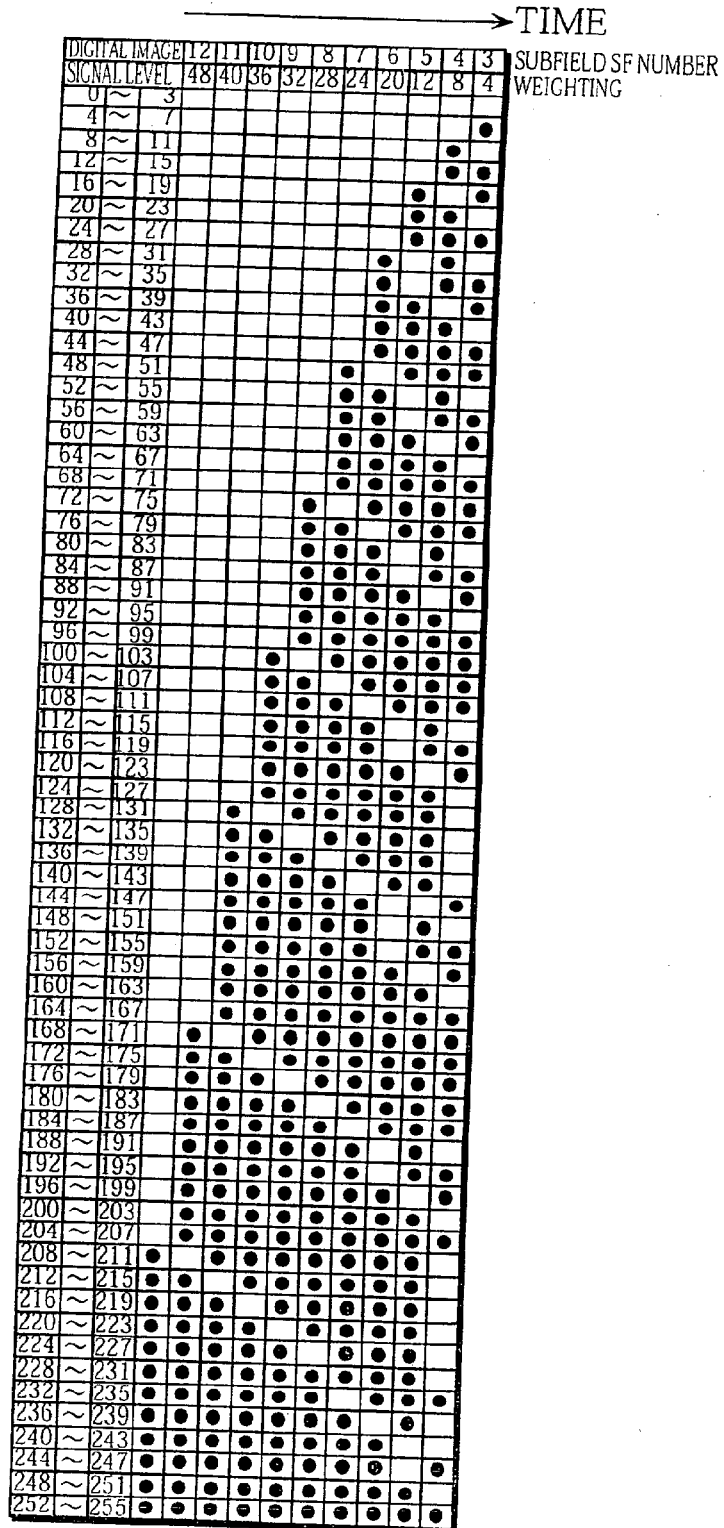 TIME
DIGITAL IMAGE 12 11 10 9 8 7 6 5 4 3 SUBFIELD SF NUMBER
SIGNAL LEVEL 48 40 36 32 28 24 20 12 8 4 WEIGHTING
0 ~ 3
4 ~ 7
8 ~ 11
12 ~ 15
16 ~ 19
20 ~ 23
24 ~ 27
28 ~ 31
32 ~ 35
36 ~ 39
40 ~ 43
44 ~ 47
48 ~ 51
52 ~ 55
56 ~ 59
60 ~ 63
64 ~ 67
68 ~ 71
72 ~ 75
76 ~ 79
80 ~ 83
84 ~ 87
88 ~ 91
92 ~ 95
96 ~ 99
100 ~ 103
104 ~ 107
108 ~ 111
112 ~ 115
116 ~ 119
120 ~ 123
124 ~ 127
128 ~ 131
132 ~ 135
136 ~ 139
140 ~ 143
144 ~ 147
148 ~ 151
152 ~ 155
156 ~ 159
160 ~ 163
164 ~ 167
168 ~ 171
172 ~ 175
176 ~ 179
180 ~ 183
184 ~ 187
188 ~ 191
192 ~ 195
196 ~ 199
200 ~ 203
204 ~ 207
208 ~ 211
212 ~ 215
216 ~ 219
220 ~ 223
224 ~ 227
228 ~ 231
232 ~ 235
236 ~ 239
240 ~ 243
244 ~ 247
248 ~ 251
252 ~ 255